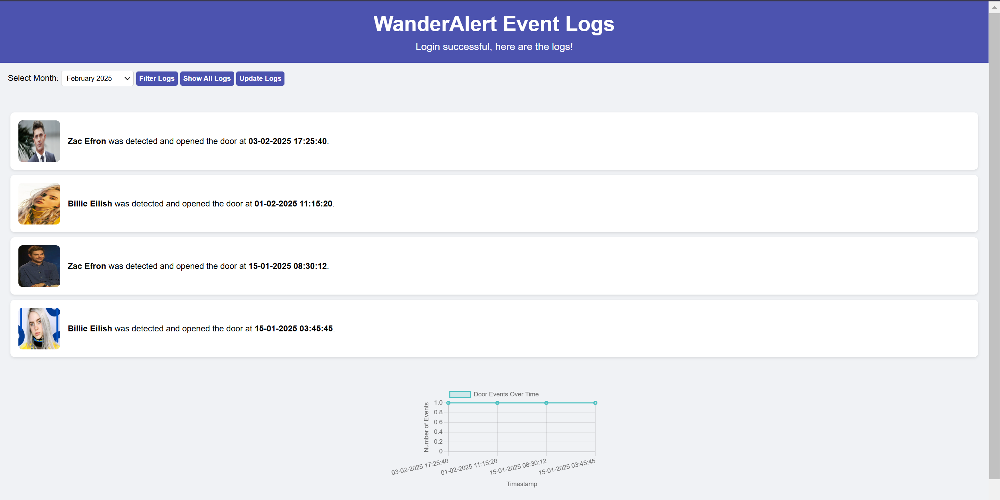 WanderAlert Event Logs
Login successful, here are the logs!
Select Month: February 2025 Filter Logs Show All Logs Update Logs
Zac Efron was detected and opened the door at 03-02-2025 17:25:40.
Billie Eilish was detected and opened the door at 01-02-2025 11:15:20.
Zac Efron was detected and opened the door at 15-01-2025 08:30:12.
Billie Eilish was detected and opened the door at 15-01-2025 03:45:45.
Door Events Over Time
Number of Events
1.0
0.8
0.6
0.4
0.2
0
03-02-2025 17:25:40
01-02-2025 11:15:20
15-01-2025 08:30:12
15-01-2025 03:45:45
Timestamp